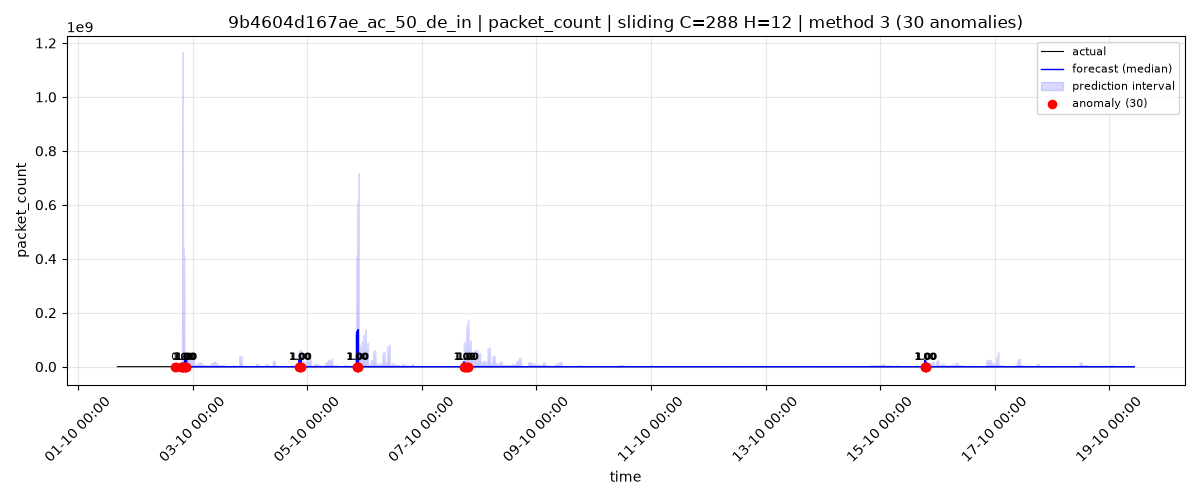 9b4604d167ae_ac_50_de_in | packet_count | sliding C=288 H=12 | method 3 (30 anomalies)
1e9
1.2
1.0
0.8
0.6
0.4
0.2
0.0
packet_count
actual
forecast (median)
prediction interval
anomaly (30)
1.00
1.00
1.00
1.00
01-10 00:00
03-10 00:00
05-10 00:00
07-10 00:00
09-10 00:00
11-10 00:00
13-10 00:00
15-10 00:00
17-10 00:00
19-10 00:00
time